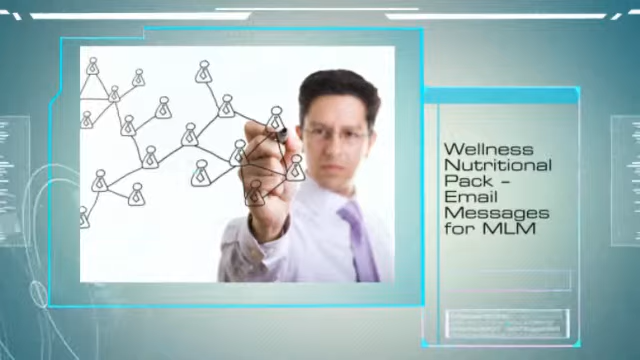 Wellness
Nutritional
Pack -
Email
Messages
for MLM